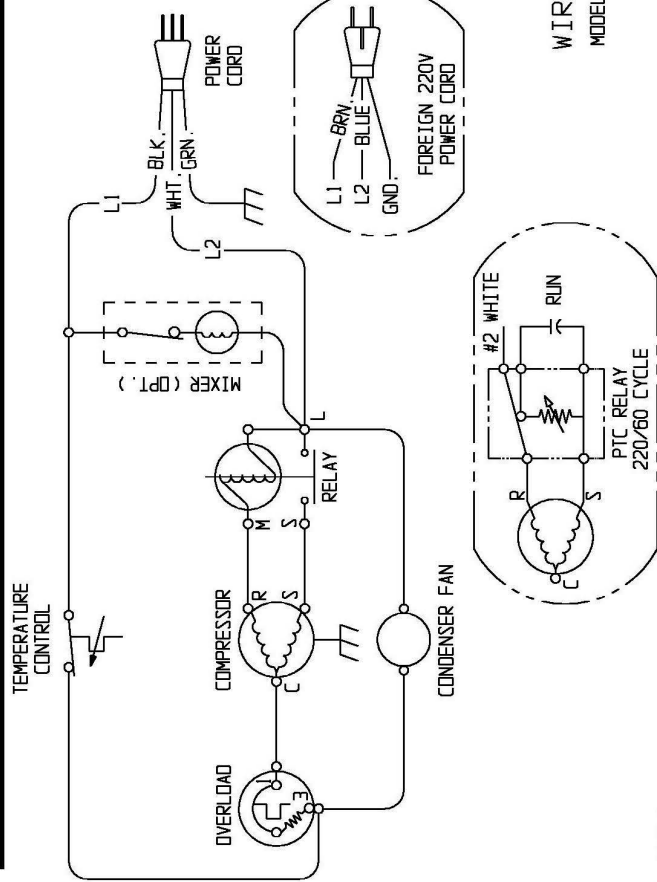 TEMPERATURE
CONTROL
OVERLOAD
1
3
COMPRESSOR
C
R
S
M
S
RELAY
L
CONDENSER FAN
MIXER (OPT.)
L1
L2
BLK.
WHT.
GRN.
POWER
CORD
L1
L2
GND.
BRN.
BLUE
FOREIGN 220V
POWER CORD
C
R
S
#2 WHITE
RUN
PTC RELAY
220/60 CYCLE
WIR
MODEL